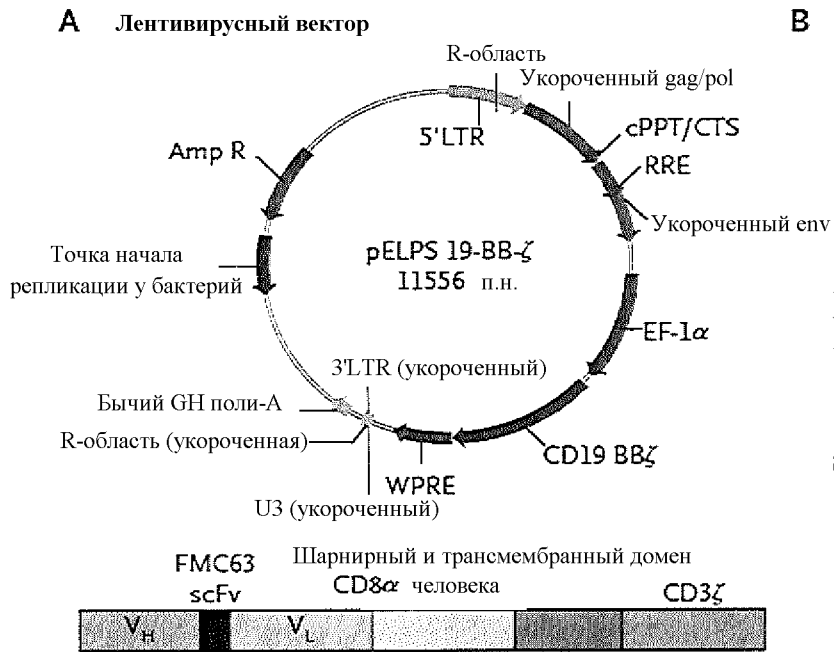 A Лентивирусный вектор
B
R-область
Укороченный gag/pol
5'LTR
cPPT/CTS
RRE
Amp R
Укороченный env
Точка начала
репликации у бактерий
pELPS 19-BB-ζ
11556 п.н.
EF-1α
3'LTR (укороченный)
Бычий GH поли-А
R-область (укороченная)
CD19 BBζ
WPRE
U3 (укороченный)
FMC63
scFv
Шарнирный и трансмембранный домен
CD8α человека
CD3ζ
VH
VL